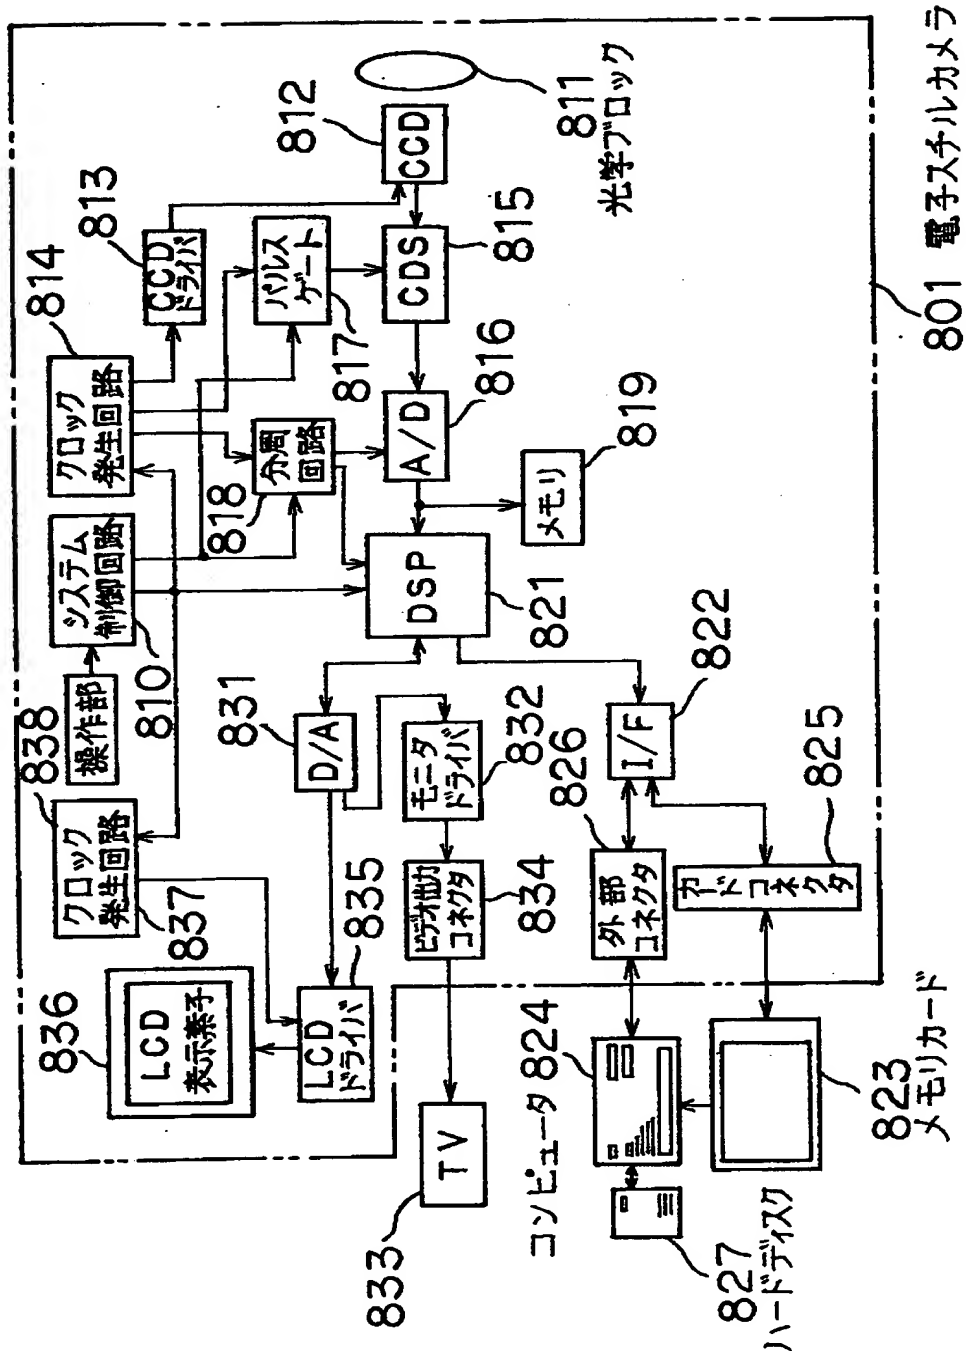 836
LCD
表示素子
837
クロック
発生回路
838
操作部
システム
制御回路
810
クロック
発生回路
814
CCD
ドライバ
813
LCD
ドライバ
835
D/A
831
818
分周
回路
パルス
ゲート
817
CCD
812
TV
833
ビデオ出力
コネクタ
834
モニタ
ドライバ
832
DSP
821
A/D
816
CDS
815
811
光学ブロック
コンピュータ 824
外部
コネクタ
826
I/F
822
メモリ
819
827
ハードディスク
823
メモリカード
カード
コネクタ
825
801 電子スチルカメラ